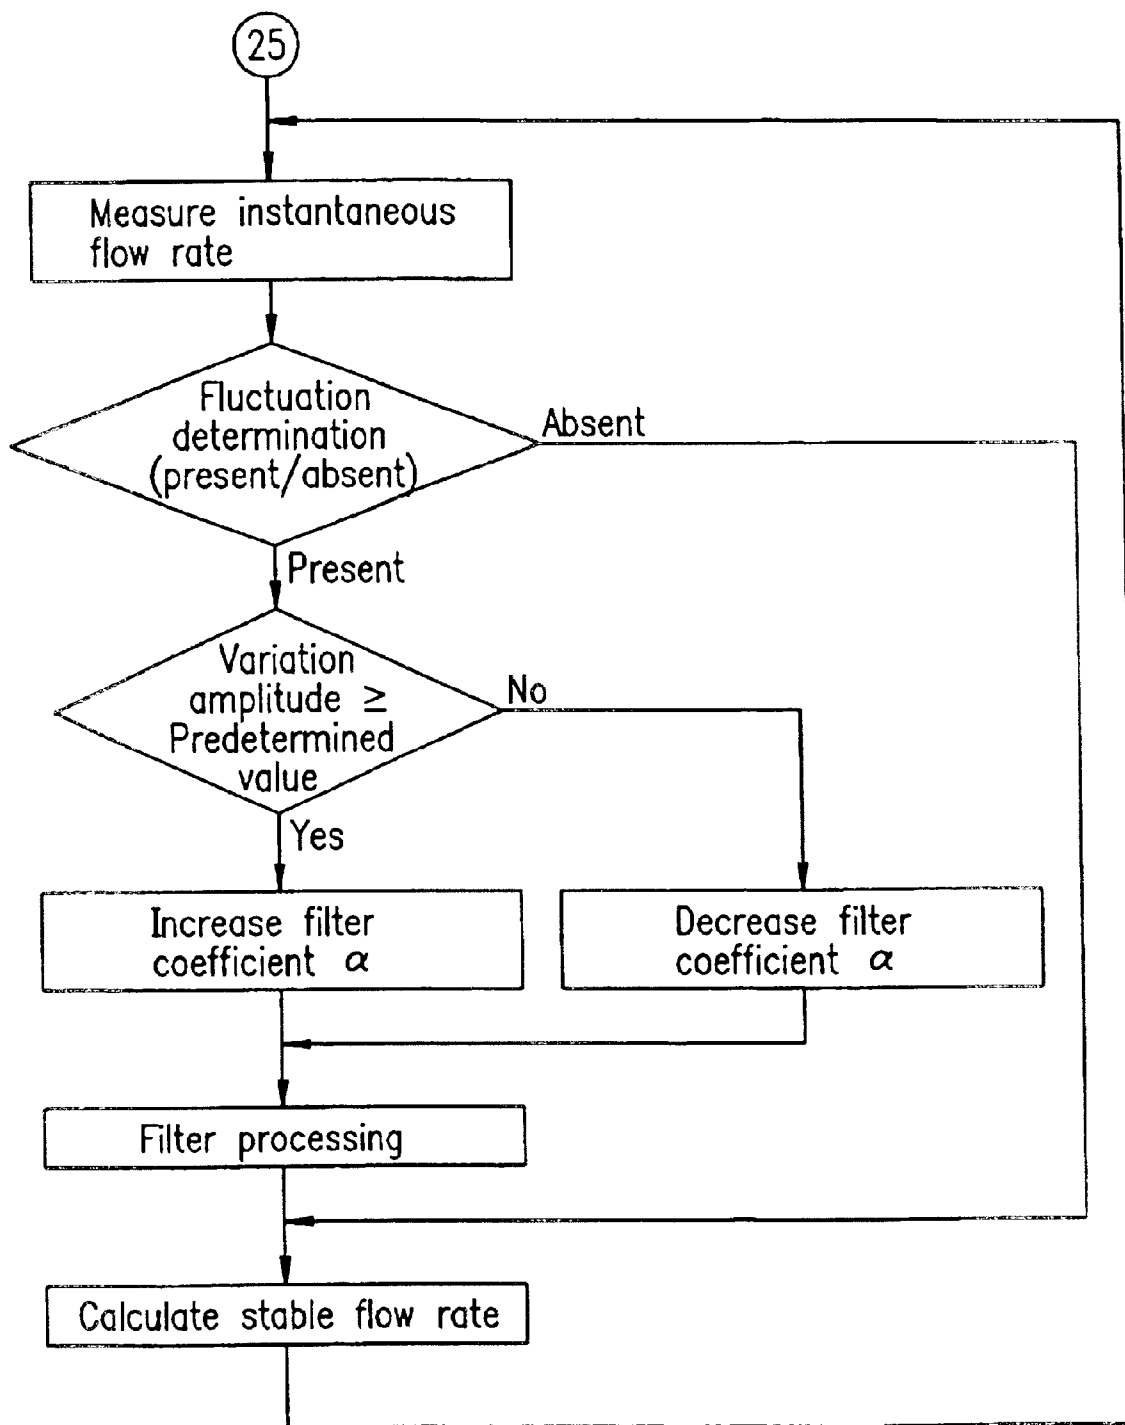 25
Measure instantaneous
flow rate
Fluctuation
determination
(present/absent)
Absent
Present
Variation
amplitude ≥
Predetermined
value
No
Yes
Increase filter
coefficient α
Decrease filter
coefficient α
Filter processing
Calculate stable flow rate